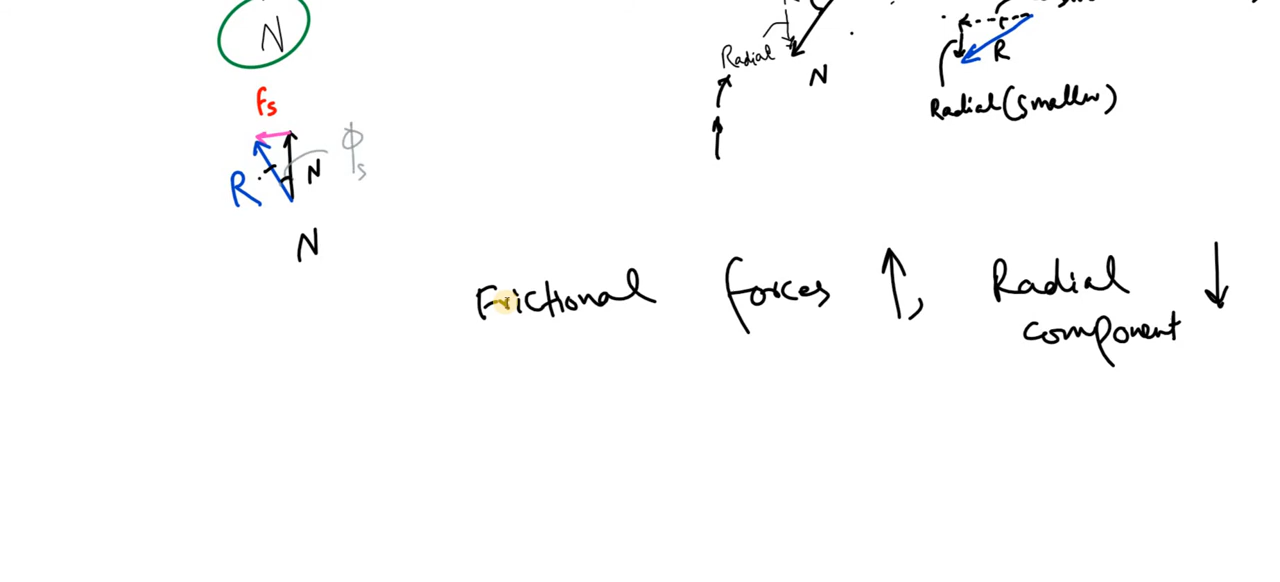 N
fs
R
N
ϕs
N
Radial
N
R
Radial (smaller)
Frictional forces ↑, Radial component ↓